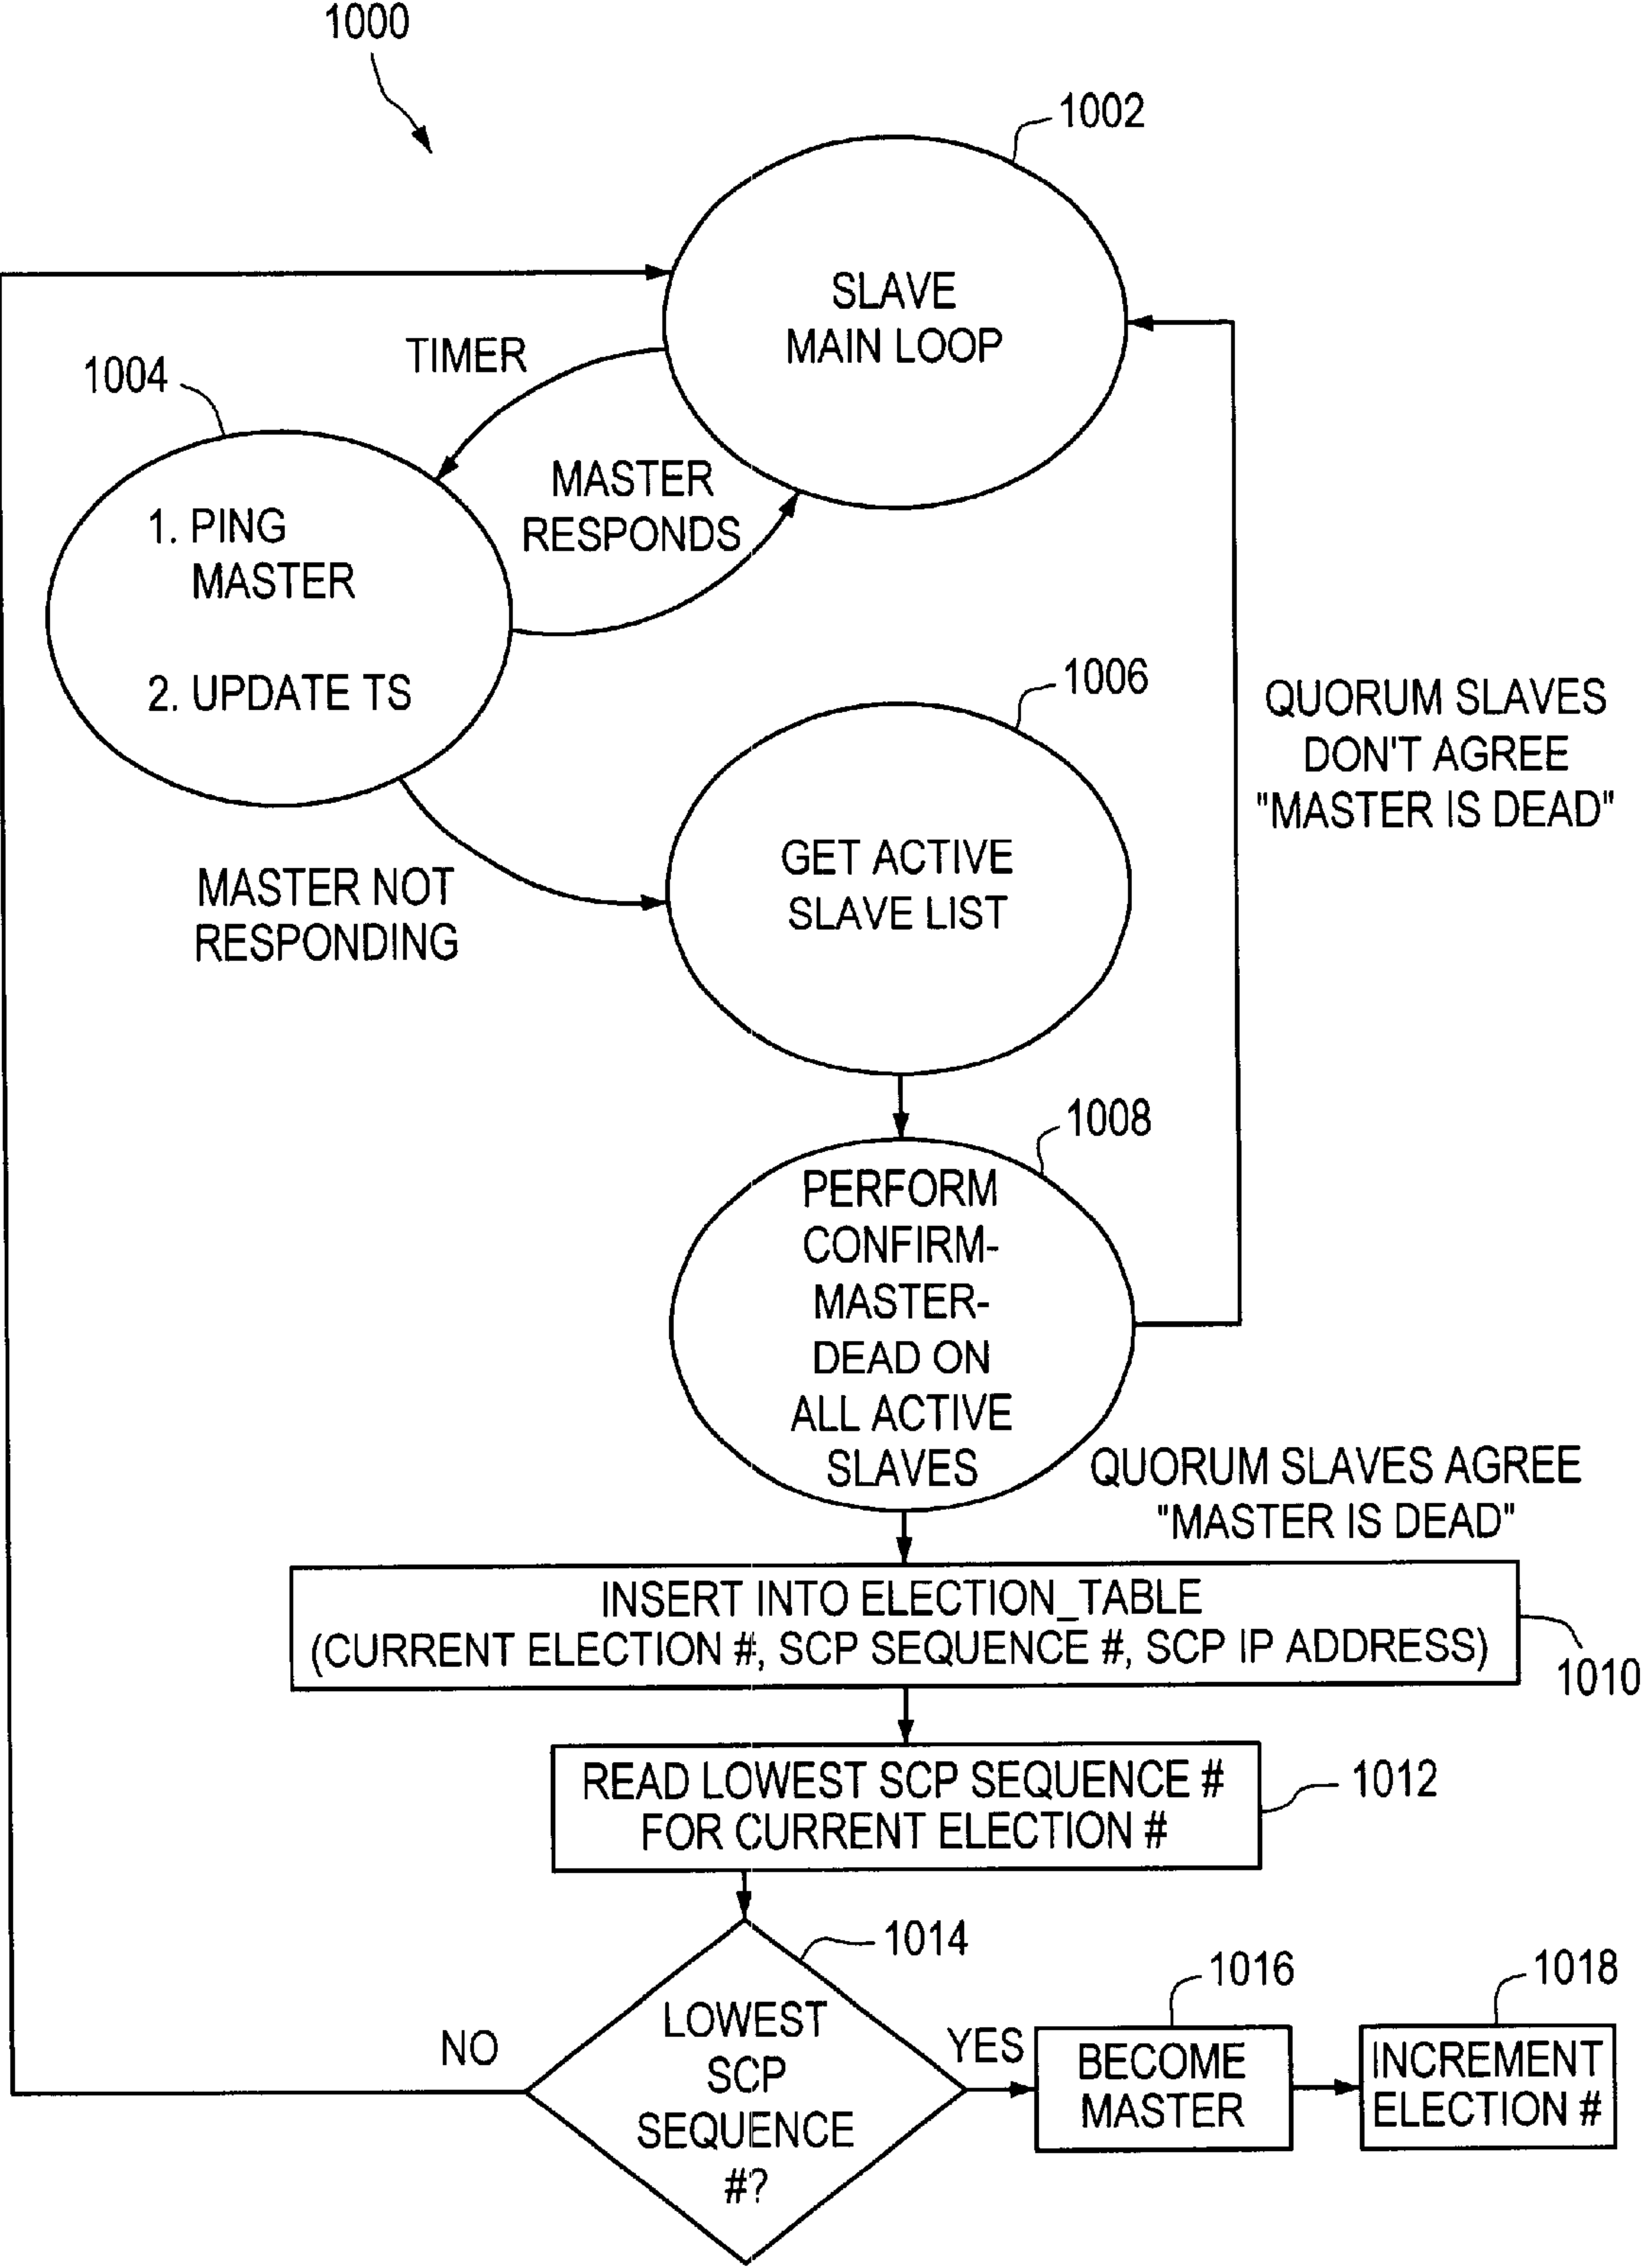 1000
1002
SLAVE
MAIN LOOP
TIMER
1004
MASTER
RESPONDS
1. PING
MASTER
2. UPDATE TS
1006
QUORUM SLAVES
DON'T AGREE
"MASTER IS DEAD"
GET ACTIVE
SLAVE LIST
MASTER NOT
RESPONDING
1008
PERFORM
CONFIRM-
MASTER-
DEAD ON
ALL ACTIVE
SLAVES
QUORUM SLAVES AGREE
"MASTER IS DEAD"
INSERT INTO ELECTION_TABLE
(CURRENT ELECTION #, SCP SEQUENCE #, SCP IP ADDRESS)
1010
READ LOWEST SCP SEQUENCE #
FOR CURRENT ELECTION #
1012
1014
LOWEST
SCP
SEQUENCE
#?
NO
YES
1016
BECOME
MASTER
1018
INCREMENT
ELECTION #